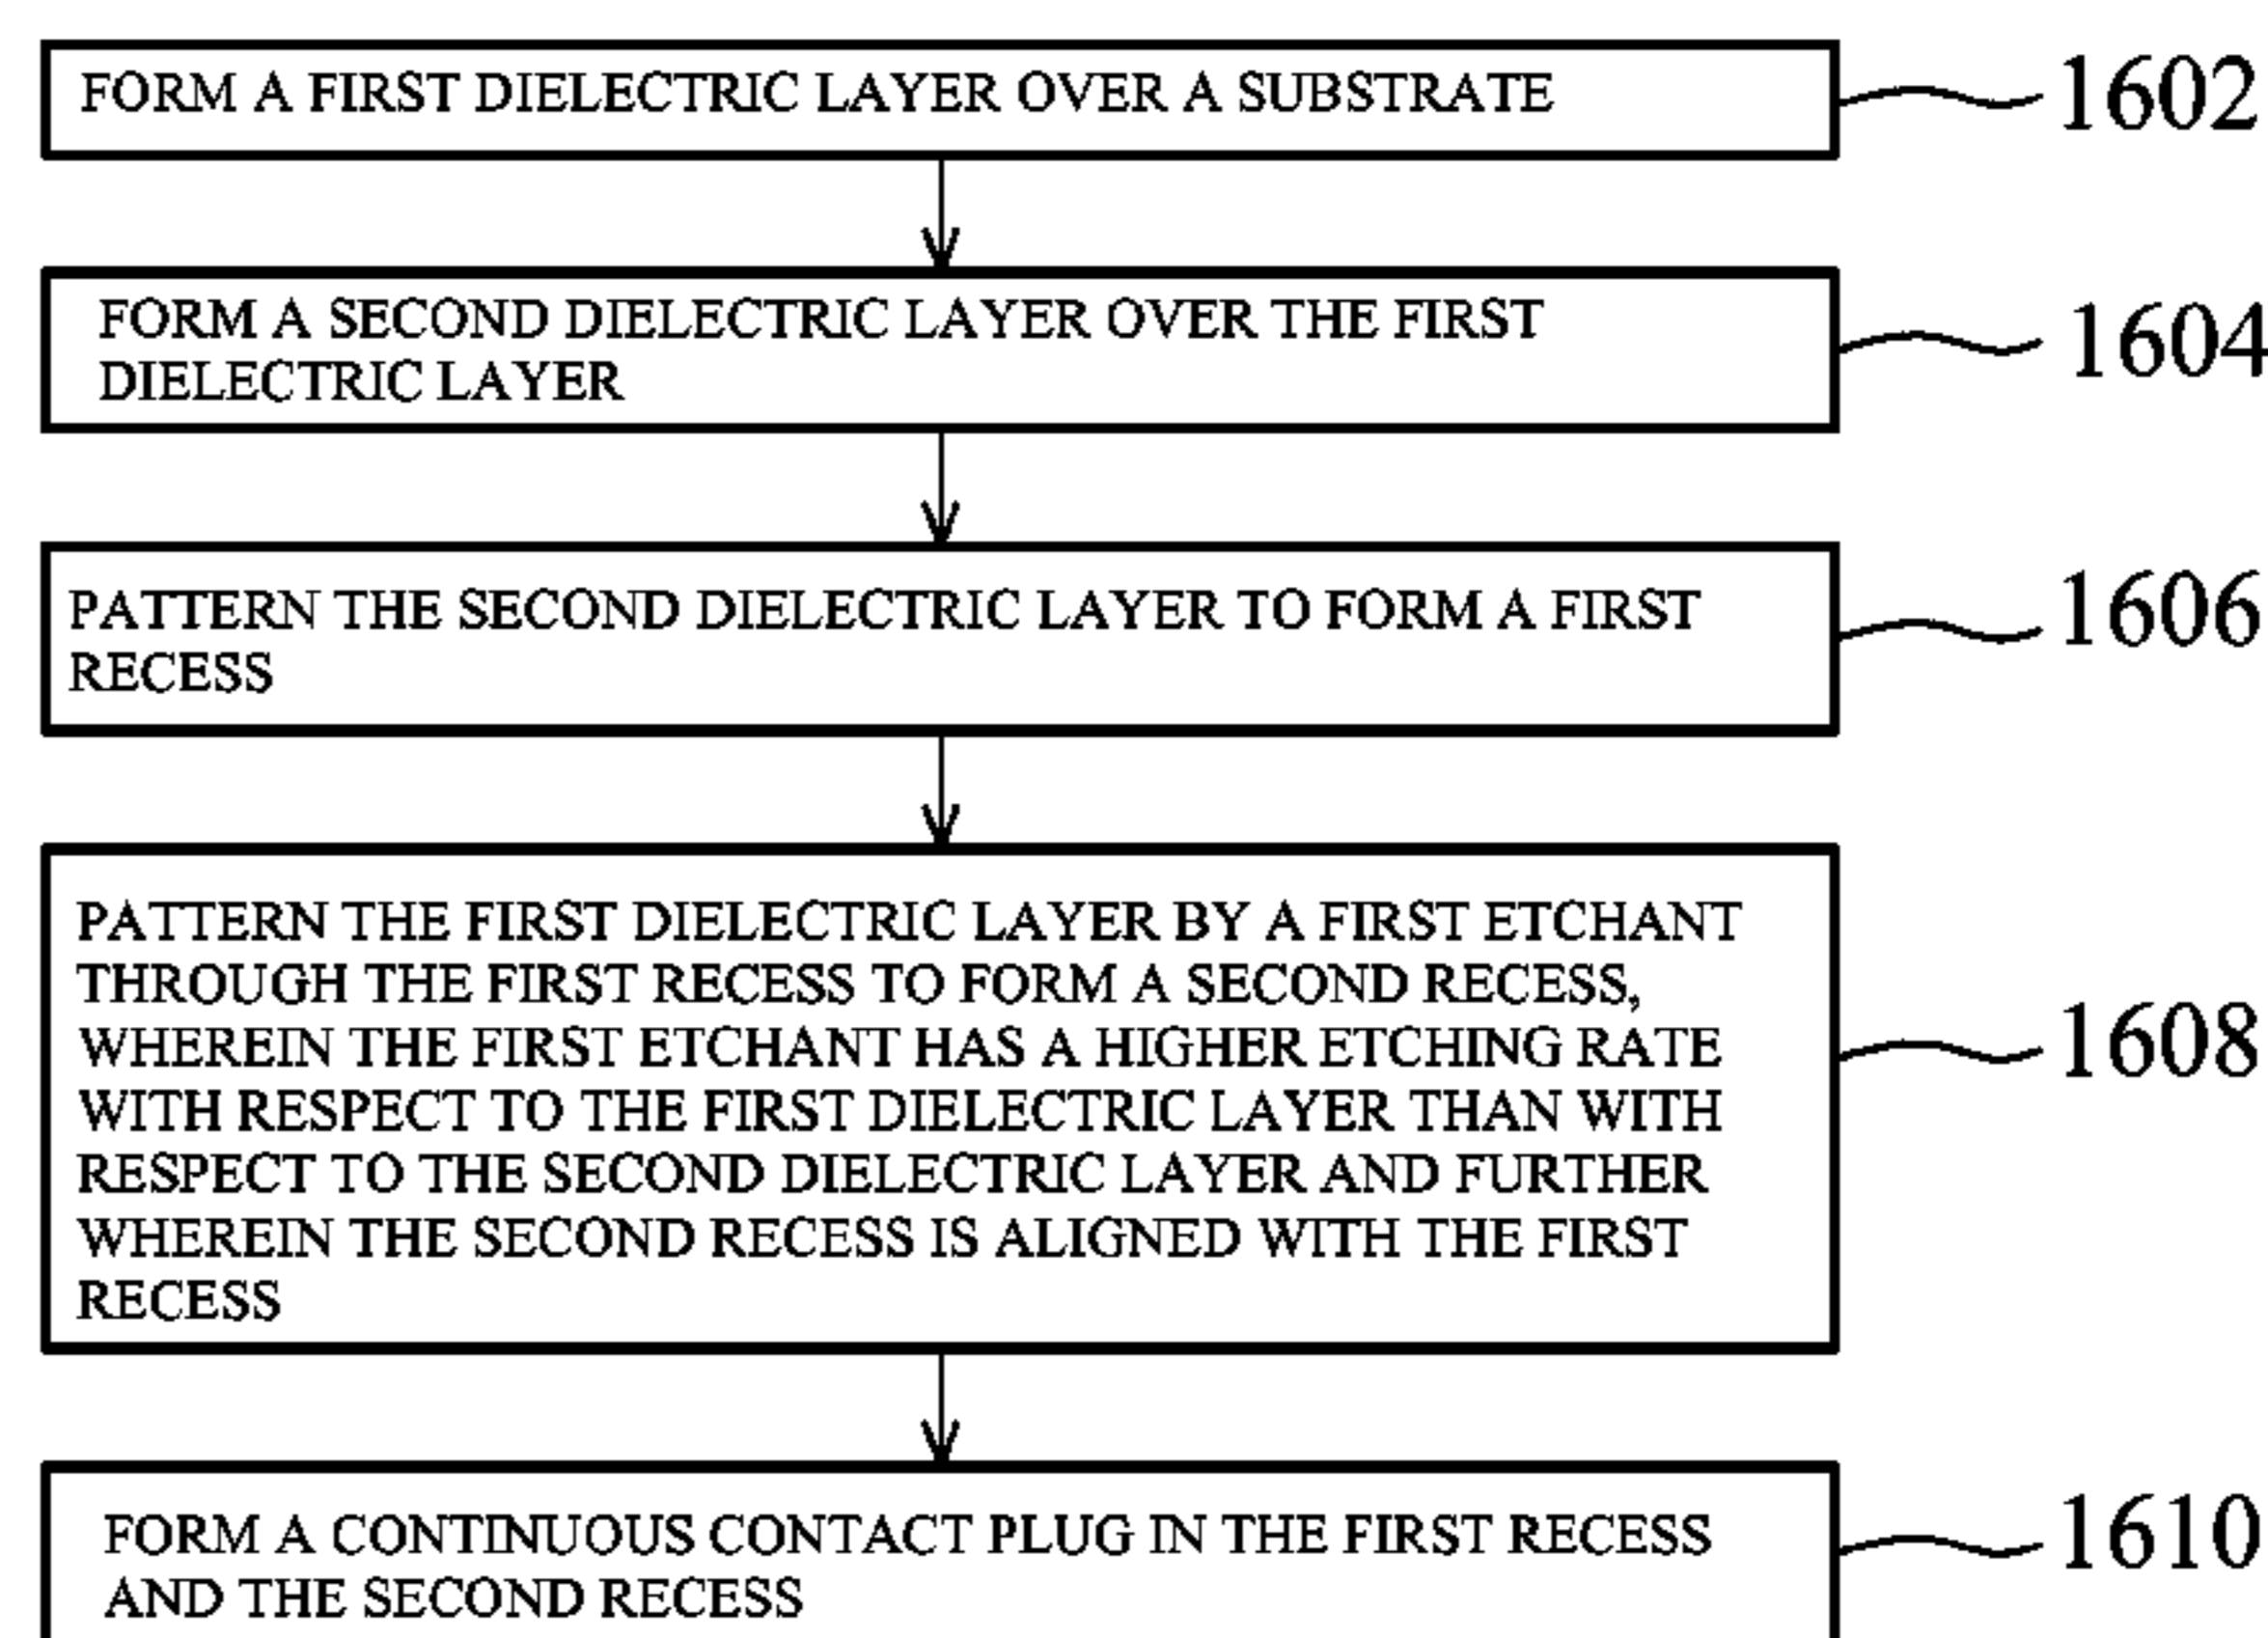 FORM A FIRST DIELECTRIC LAYER OVER A SUBSTRATE
1602
FORM A SECOND DIELECTRIC LAYER OVER THE FIRST
DIELECTRIC LAYER
1604
PATTERN THE SECOND DIELECTRIC LAYER TO FORM A FIRST
RECESS
1606
PATTERN THE FIRST DIELECTRIC LAYER BY A FIRST ETCHANT
THROUGH THE FIRST RECESS TO FORM A SECOND RECESS,
WHEREIN THE FIRST ETCHANT HAS A HIGHER ETCHING RATE
WITH RESPECT TO THE FIRST DIELECTRIC LAYER THAN WITH
RESPECT TO THE SECOND DIELECTRIC LAYER AND FURTHER
WHEREIN THE SECOND RECESS IS ALIGNED WITH THE FIRST
RECESS
1608
FORM A CONTINUOUS CONTACT PLUG IN THE FIRST RECESS
AND THE SECOND RECESS
1610